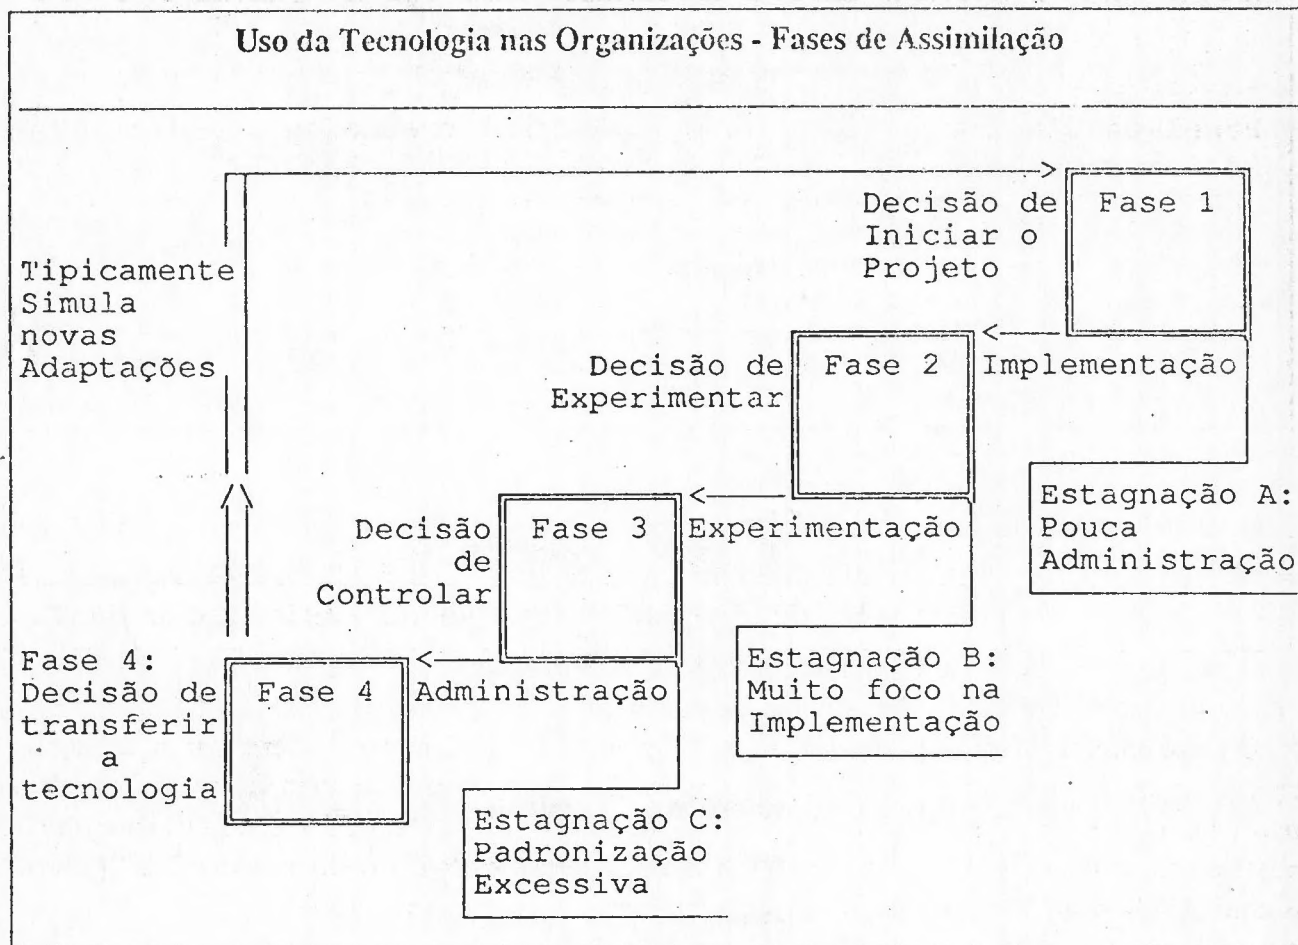 Uso da Tecnologia nas Organizações - Fases de Assimilação
Decisão de
Iniciar o
Projeto
Fase 1
Tipicamente
Simula
novas
Adaptações
Decisão de
Experimentar
Fase 2
Implementação
Estagnação A:
Pouca
Administração
Decisão
de
Controlar
Fase 3
Experimentação
Estagnação B:
Muito foco na
Implementação
Fase 4:
Decisão de
transferir
a
tecnologia
Fase 4
Administração
Estagnação C:
Padronização
Excessiva